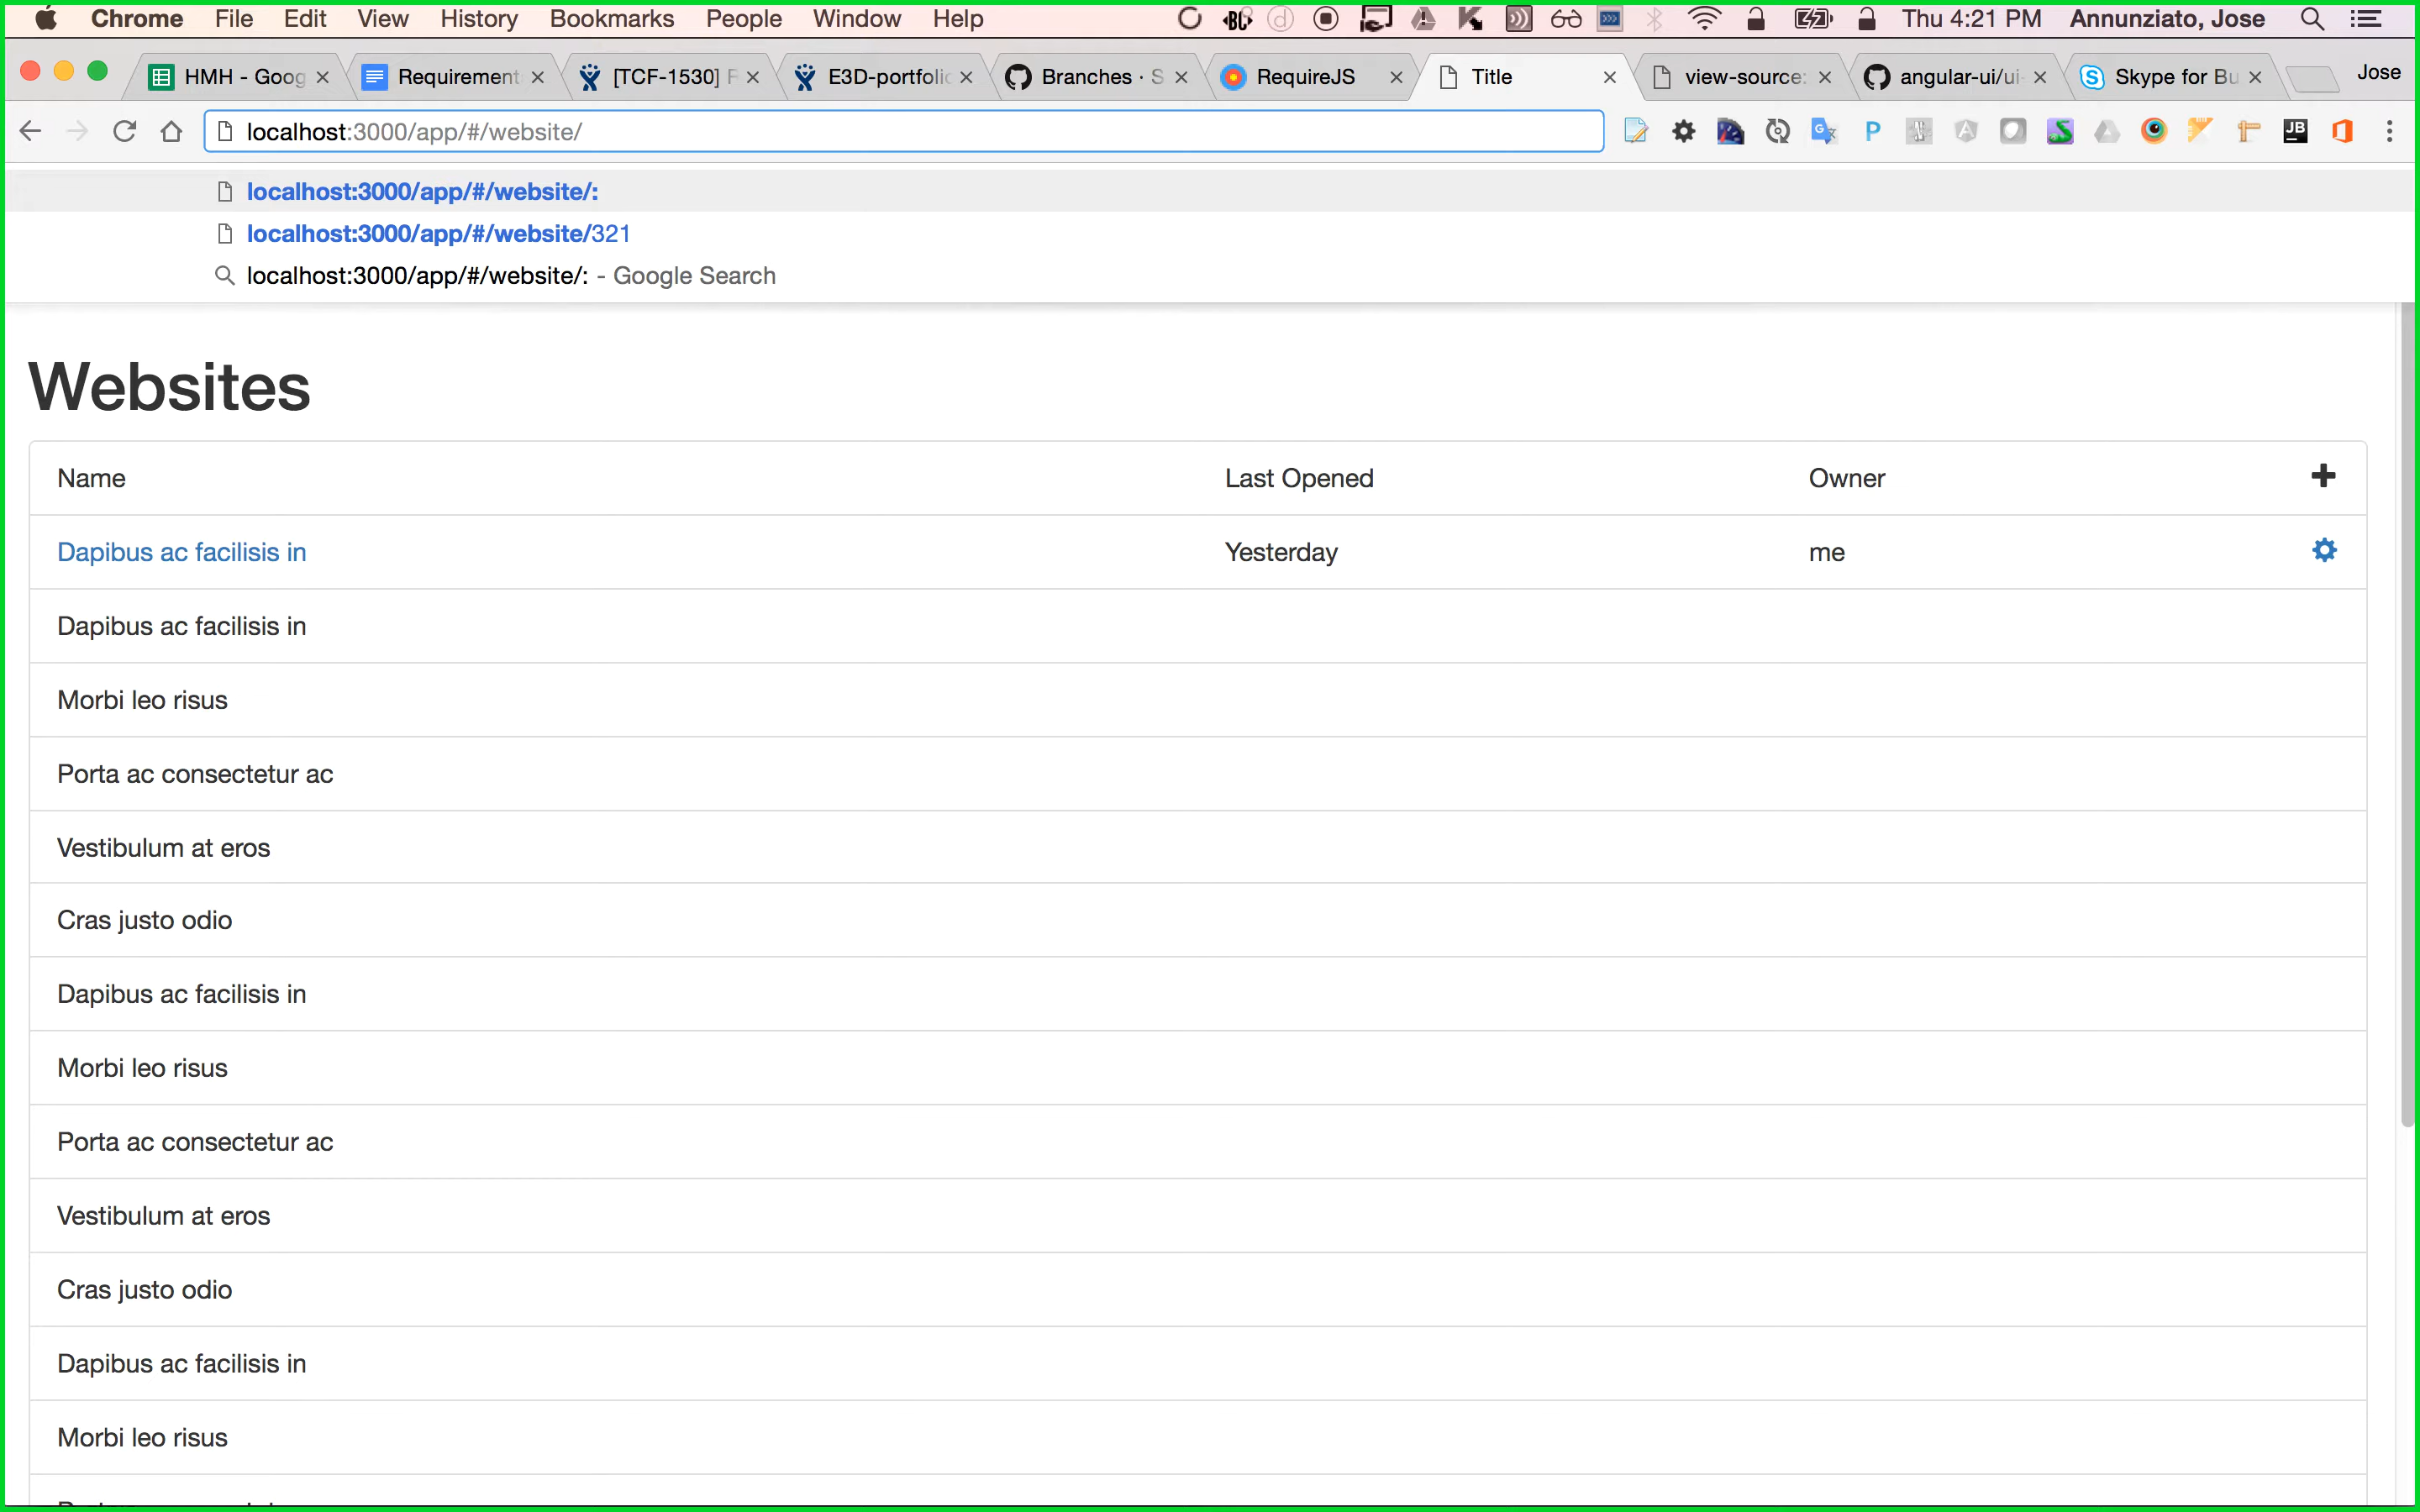 Chrome File Edit View History Bookmarks People Window Help Thu 4:21 PM Annunziato, Jose
HMH - Goog Requirement [TCF-1530] F E3D-portfolio Branches · S RequireJS Title view-source: angular-ui/ui- Skype for Bu Jose
localhost:3000/app/#/website/
localhost:3000/app/#/website/:
localhost:3000/app/#/website/321
localhost:3000/app/#/website/: - Google Search
Websites
Name Last Opened Owner
Dapibus ac facilisis in Yesterday me
Dapibus ac facilisis in
Morbi leo risus
Porta ac consectetur ac
Vestibulum at eros
Cras justo odio
Dapibus ac facilisis in
Morbi leo risus
Porta ac consectetur ac
Vestibulum at eros
Cras justo odio
Dapibus ac facilisis in
Morbi leo risus